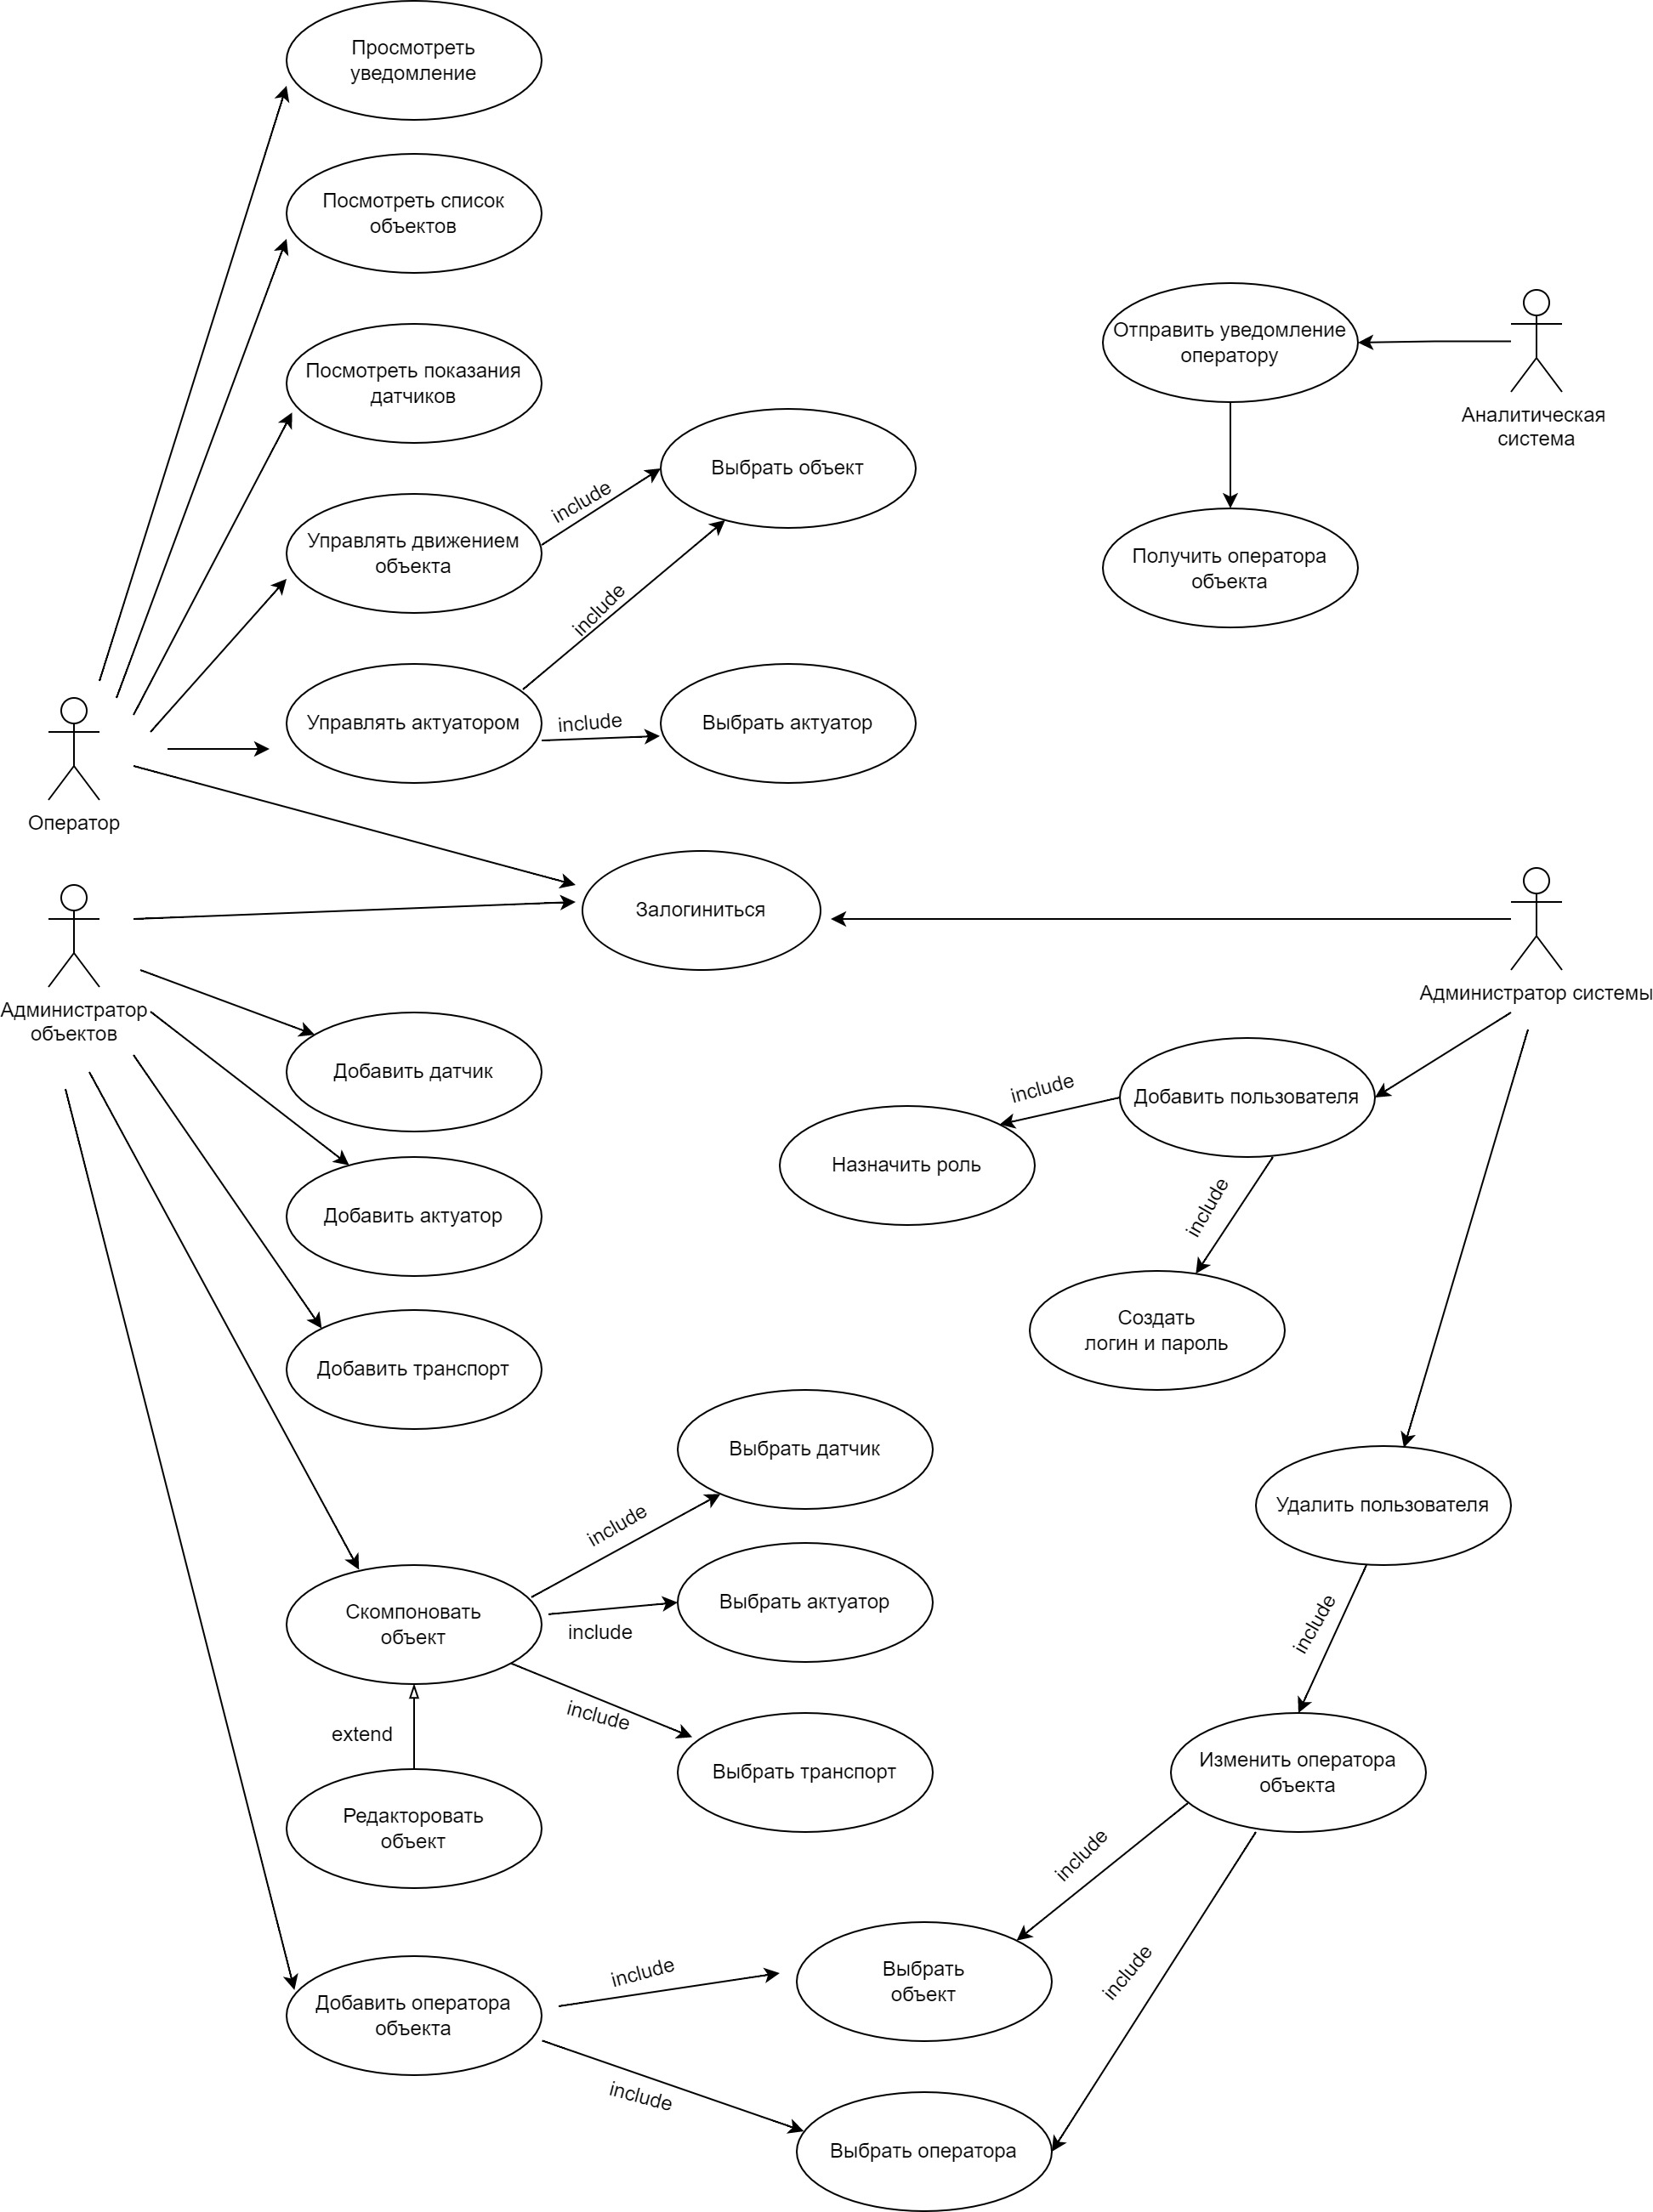 Просмотреть
уведомление
Посмотреть список
объектов
Отправить уведомление
оператору
Аналитическая
система
Посмотреть показания
датчиков
Выбрать объект
include
Управлять движением
объекта
Получить оператора
объекта
include
Управлять актуатором
include
Выбрать актуатор
Оператор
Залогиниться
Администратор
объектов
Администратор системы
Добавить датчик
include
Добавить пользователя
Назначить роль
include
Добавить актуатор
Создать
логин и пароль
Добавить транспорт
Выбрать датчик
include
Удалить пользователя
Скомпоновать
объект
Выбрать актуатор
include
include
include
extend
Выбрать транспорт
Изменить оператора
объекта
Редакторовать
объект
include
include
include
Выбрать
объект
Добавить оператора
объекта
include
Выбрать оператора